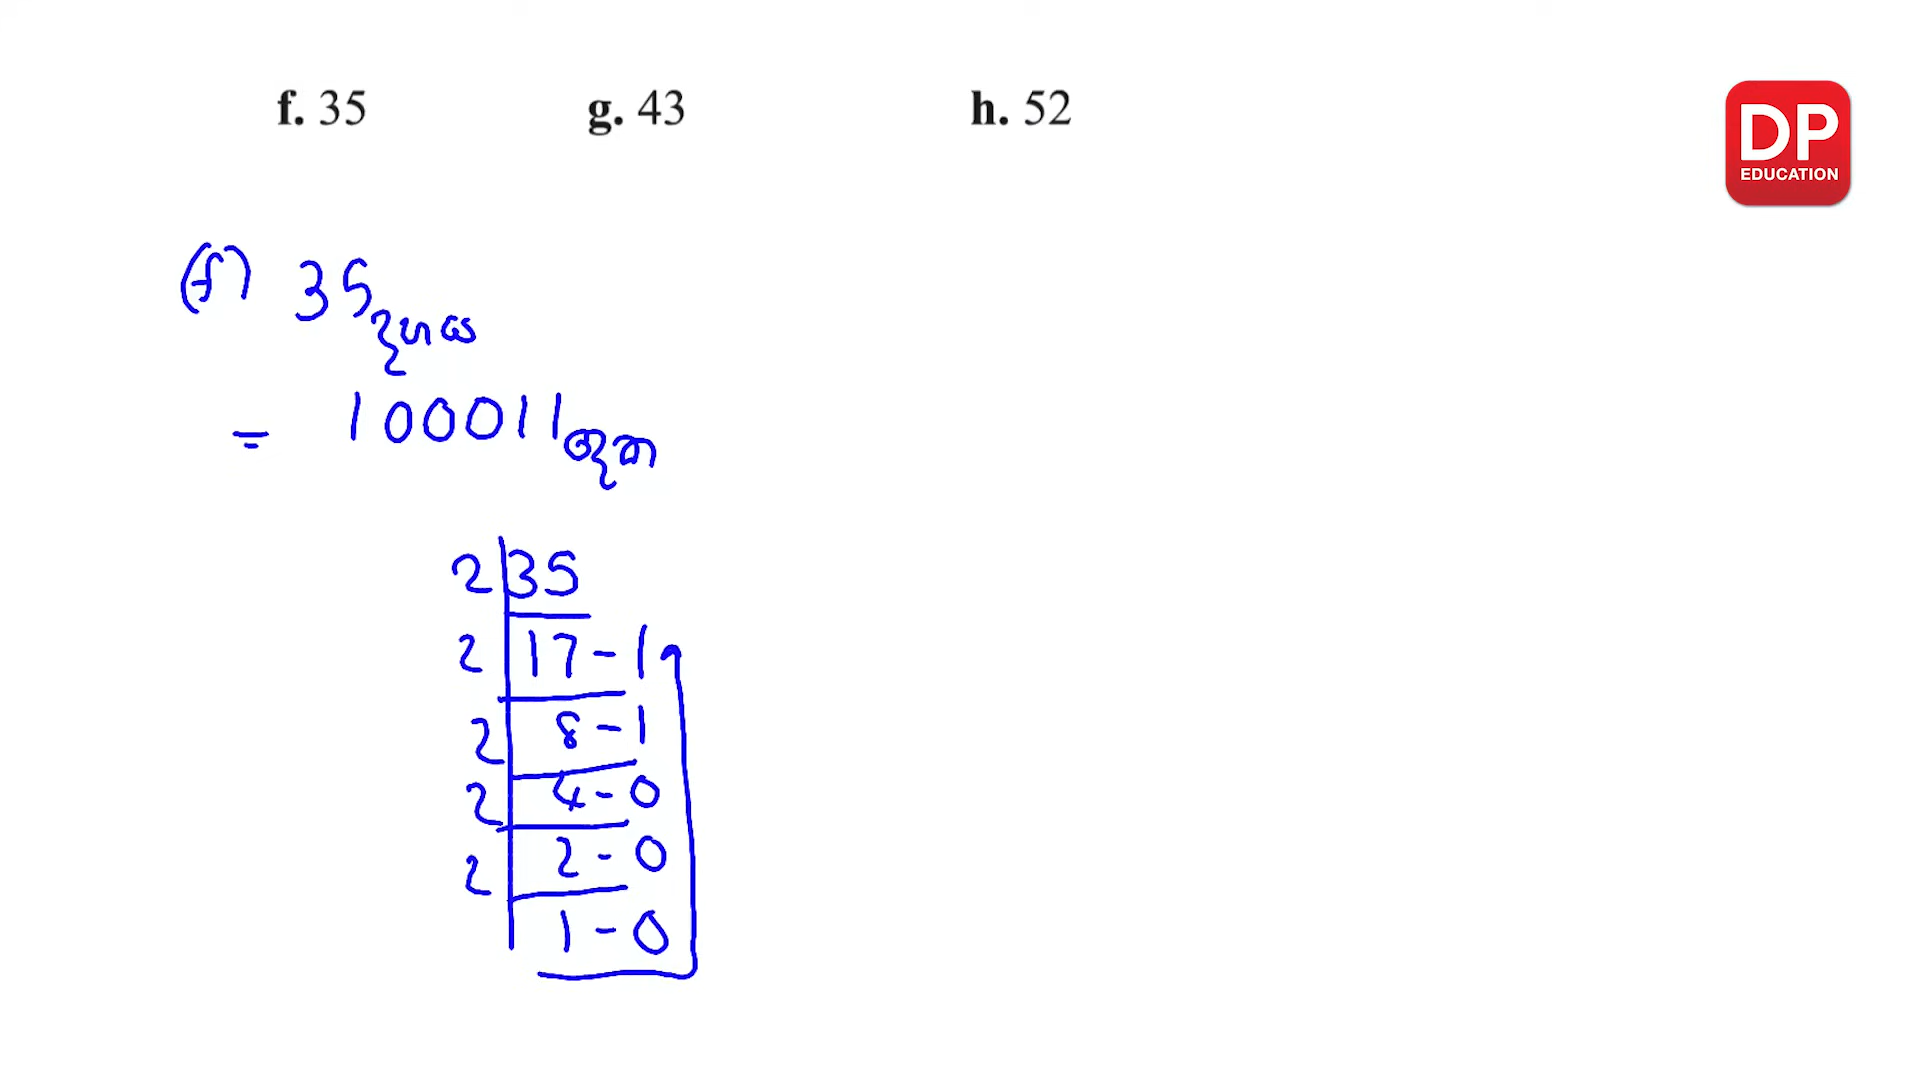 f. 35 g. 43 h. 52
DP
EDUCATION
(f) 35දහය
= 100011දෙක
2 35
2 17 - 1
2 8 - 1
2 4 - 0
2 2 - 0
1 - 0